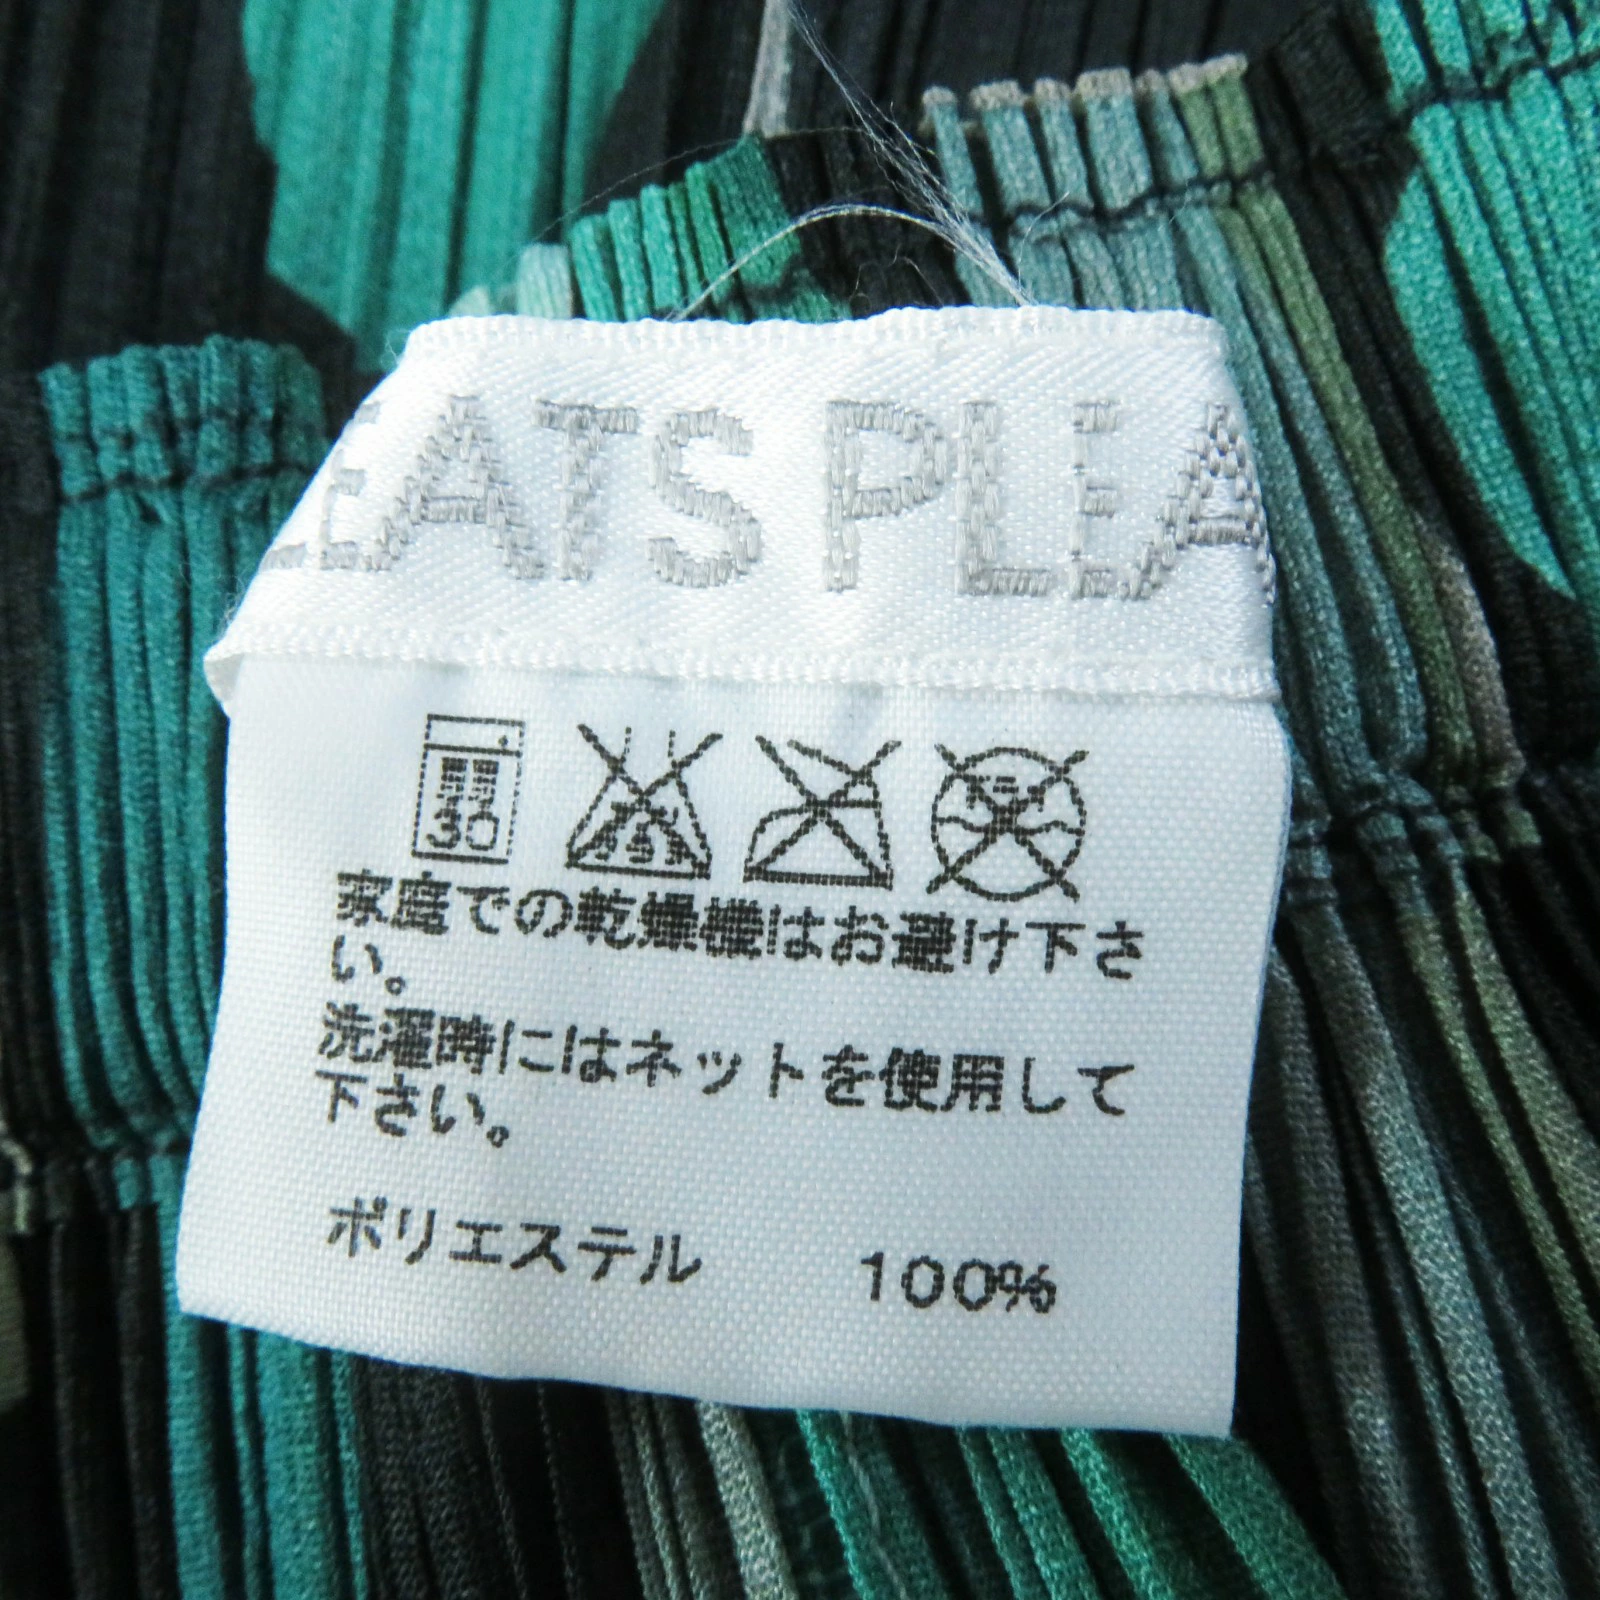 LEATS PLEA
30
家庭での乾燥機はお避け下さ
い。
洗濯時にはネットを使用して
下さい。
ポリエステル 100%